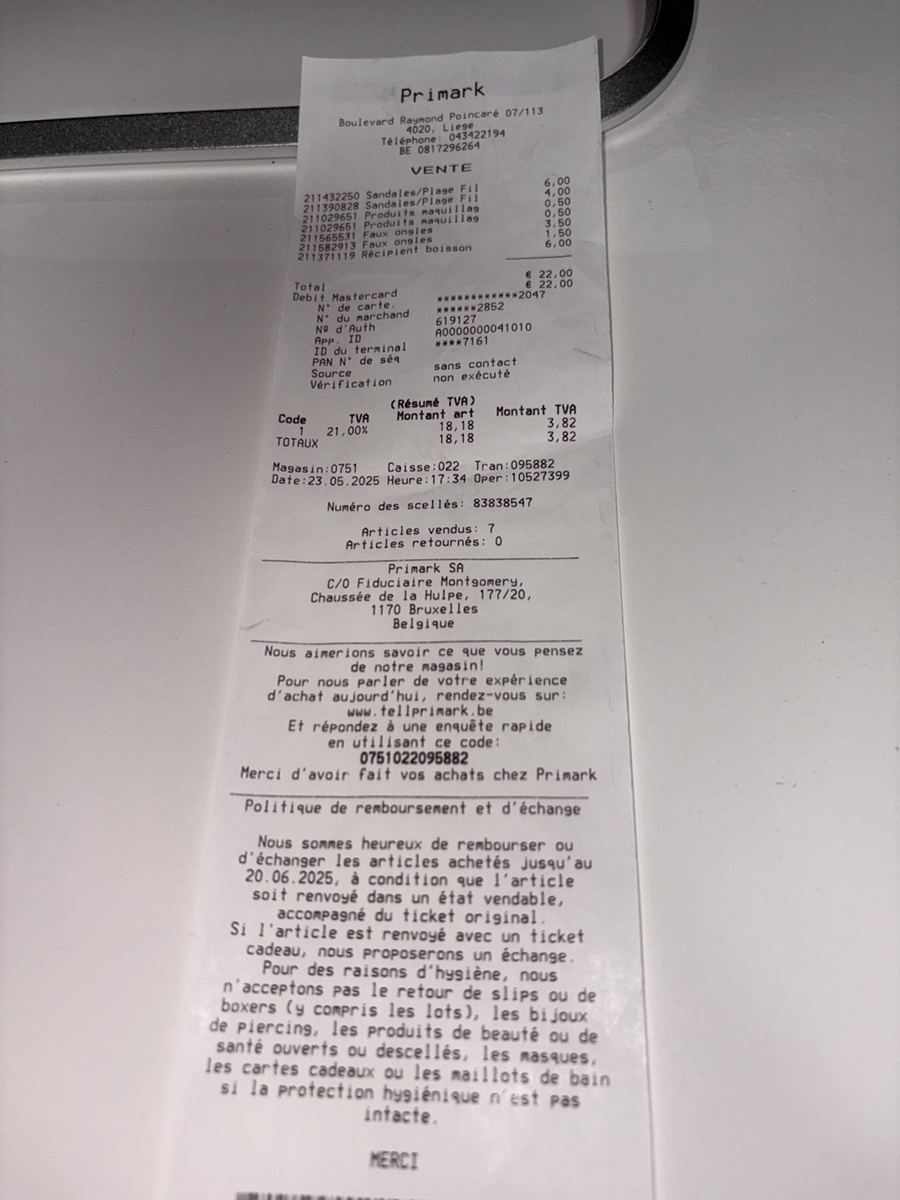 Primark
Boulevard Raymond Poincaré 07/113
4020, Liege
Téléphone: 043422194
BE 0817296264
VENTE
211432250 Sandales/Plage Fil 6,00
211390828 Sandales/Plage Fil 4,00
211029651 Produits maquillag 0,50
211029651 Produits maquillag 0,50
211565531 Faux ongles 3,50
211582913 Faux ongles 1,50
211371119 Récipient boisson 6,00
Total € 22,00
Debit Mastercard € 22,00
N° de carte. ************2047
N° du marchand ******2852
Nº d'Auth 619127
App. ID A0000000041010
ID du terminal ****7161
PAN N° de séq
Source sans contact
Vérification non exécuté
(Résumé TVA)
Code TVA Montant art Montant TVA
1 21,00% 18,18 3,82
TOTAUX 18,18 3,82
Magasin:0751 Caisse:022 Tran:095882
Date:23.05.2025 Heure:17:34 Oper:10527399
Numéro des scellés: 83838547
Articles vendus: 7
Articles retournés: 0
Primark SA
C/O Fiduciaire Montgomery,
Chaussée de la Hulpe, 177/20,
1170 Bruxelles
Belgique
Nous aimerions savoir ce que vous pensez
de notre magasin!
Pour nous parler de votre expérience
d'achat aujourd'hui, rendez-vous sur:
www.tellprimark.be
Et répondez à une enquête rapide
en utilisant ce code:
0751022095882
Merci d'avoir fait vos achats chez Primark
Politique de remboursement et d'échange
Nous sommes heureux de rembourser ou
d'échanger les articles achetés jusqu'au
20.06.2025, à condition que l'article
soit renvoyé dans un état vendable,
accompagné du ticket original.
Si l'article est renvoyé avec un ticket
cadeau, nous proposerons un échange.
Pour des raisons d'hygiène, nous
n'acceptons pas le retour de slips ou de
boxers (y compris les lots), les bijoux
de piercing, les produits de beauté ou de
santé ouverts ou descellés, les masques,
les cartes cadeaux ou les maillots de bain
si la protection hygiénique n'est pas
intacte.
MERCI